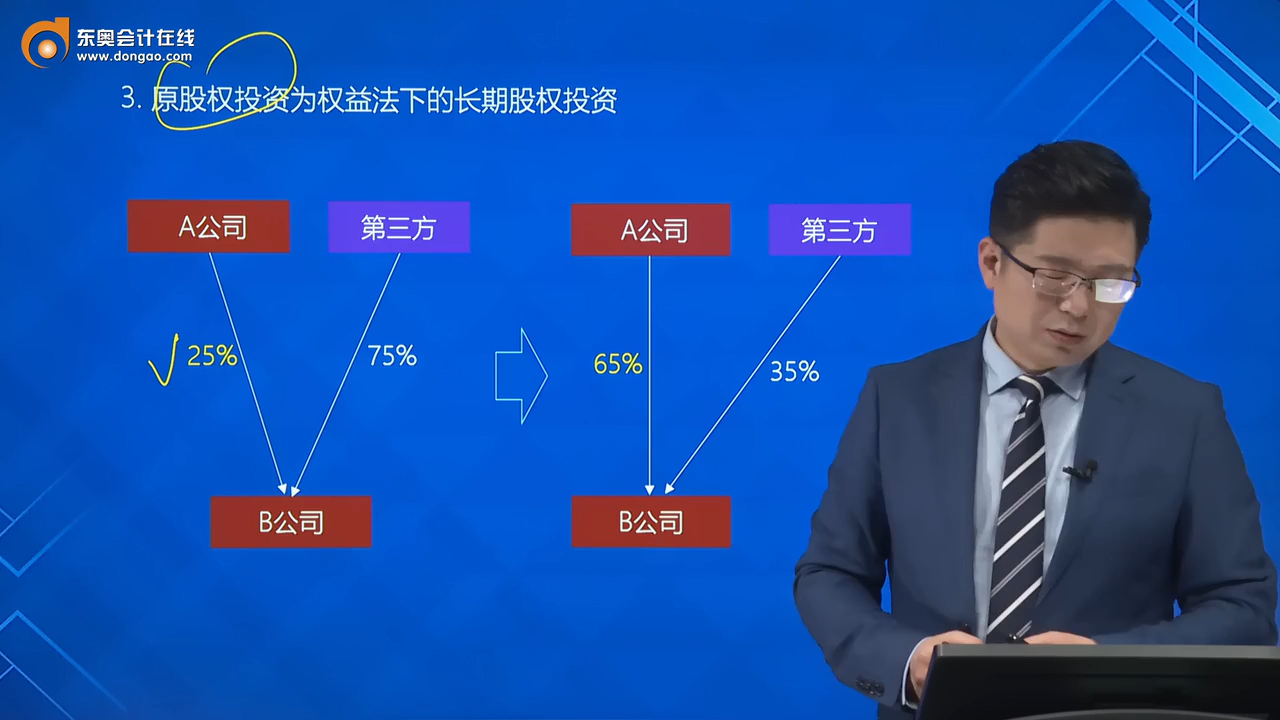 东奥会计在线
www.dongao.com
3. 原股权投资为权益法下的长期股权投资
A公司 第三方 A公司 第三方
25% 75% 65% 35%
B公司 B公司